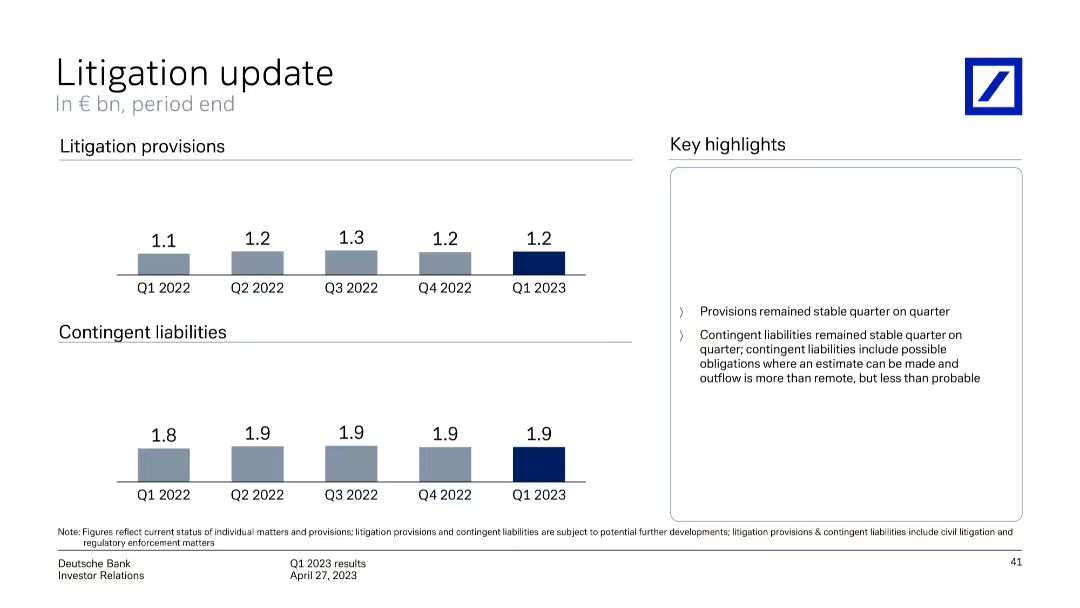 Litigation update
In € bn, period end
Litigation provisions
1.1 1.2 1.3 1.2 1.2
Q1 2022 Q2 2022 Q3 2022 Q4 2022 Q1 2023
Contingent liabilities
1.8 1.9 1.9 1.9 1.9
Q1 2022 Q2 2022 Q3 2022 Q4 2022 Q1 2023
Key highlights
〉 Provisions remained stable quarter on quarter
〉 Contingent liabilities remained stable quarter on
quarter; contingent liabilities include possible
obligations where an estimate can be made and
outflow is more than remote, but less than probable
Note: Figures reflect current status of individual matters and provisions; litigation provisions and contingent liabilities are subject to potential further developments; litigation provisions & contingent liabilities include civil litigation and
regulatory enforcement matters
Deutsche Bank
Investor Relations
Q1 2023 results
April 27, 2023
41